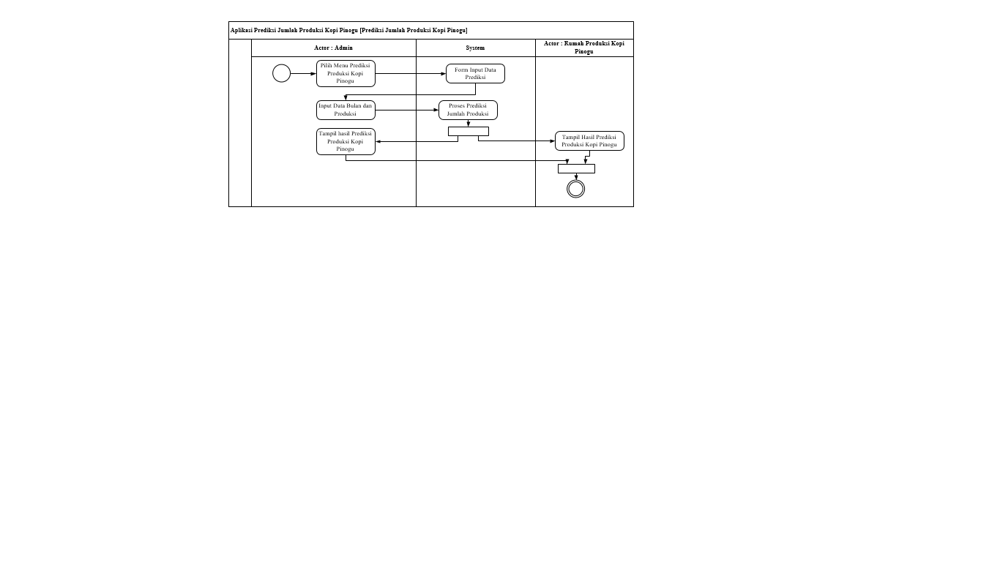 Aplikasi Prediksi Jumlah Produksi Kopi Pinogu [Prediksi Jumlah Produksi Kopi Pinogu]
Actor : Admin
System
Actor : Rumah Produksi Kopi
Pinogu
Pilih Menu Prediksi
Produksi Kopi
Pinogu
Form Input Data
Prediksi
Input Data Bulan dan
Produksi
Proses Prediksi
Jumlah Produksi
Tampil hasil Prediksi
Produksi Kopi
Pinogu
Tampil Hasil Prediksi
Produksi Kopi Pinogu